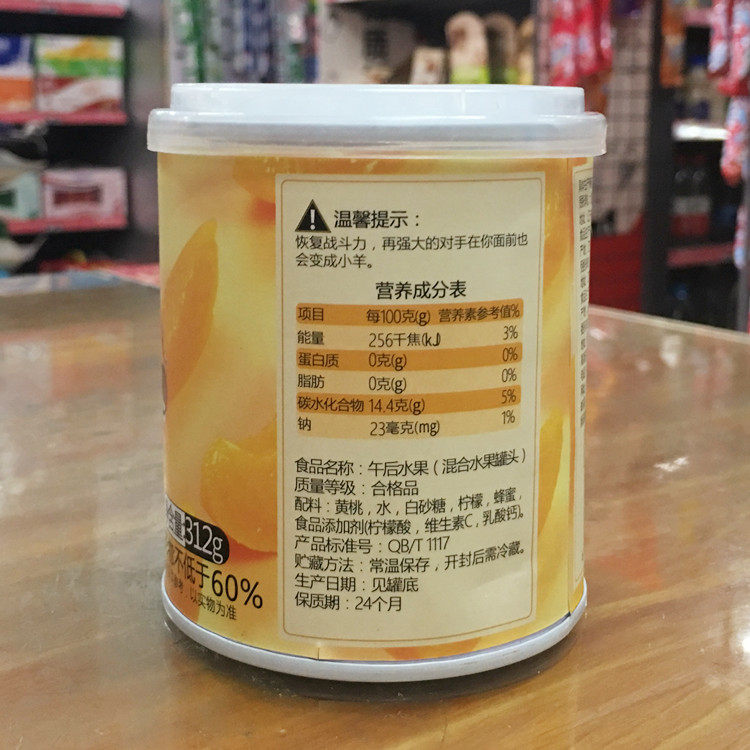 温馨提示：
恢复战斗力，再强大的对手在你面前也
会变成小羊。
营养成分表
项目 每100克(g) 营养素参考值%
能量 256千焦(kJ) 3%
蛋白质 0克(g) 0%
脂肪 0克(g) 0%
碳水化合物 14.4克(g) 5%
钠 23毫克(mg) 1%
食品名称：午后水果（混合水果罐头）
质量等级：合格品
配料：黄桃，水，白砂糖，柠檬，蜂蜜，
食品添加剂(柠檬酸，维生素C，乳酸钙)。
产品标准号：QB/T 1117
贮藏方法：常温保存，开封后需冷藏。
生产日期：见罐底
保质期：24个月
含量:312g
不低于60%
以实物为准